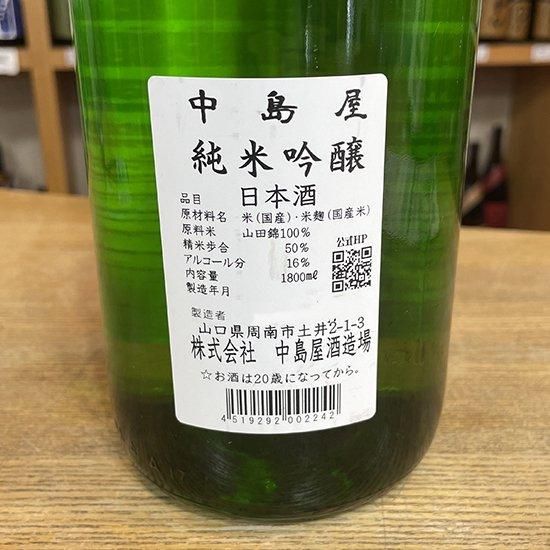 中島屋
純米吟醸
品目 日本酒
原材料名 米(国産)・米麹(国産米)
原料米 山田錦100%
精米歩合 50%
アルコール分 16%
内容量 1800mℓ
製造年月
公式HP
製造者
山口県周南市土井2-1-3
株式会社 中島屋酒造場
☆お酒は20歳になってから。
4519292002242